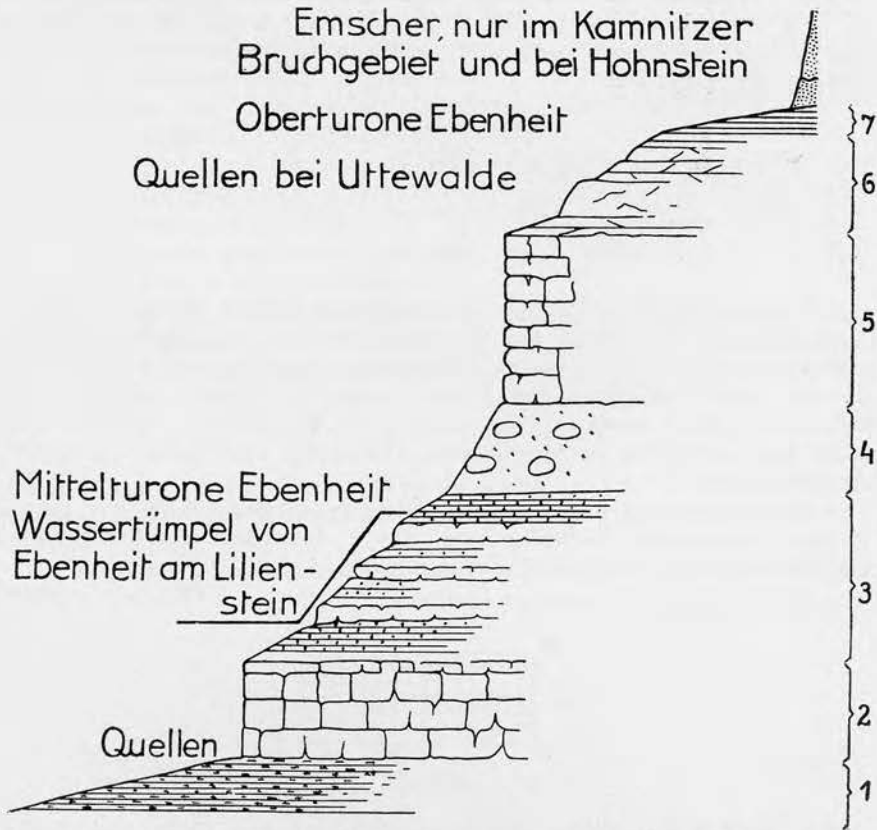 Emscher, nur im Kamnitzer
Bruchgebiet und bei Hohnstein
Oberturone Ebenheit
Quellen bei Uttewalde
7
6
5
4
Mittelturone Ebenheit
Wassertümpel von
Ebenheit am Lilien-
stein
3
2
Quellen
1